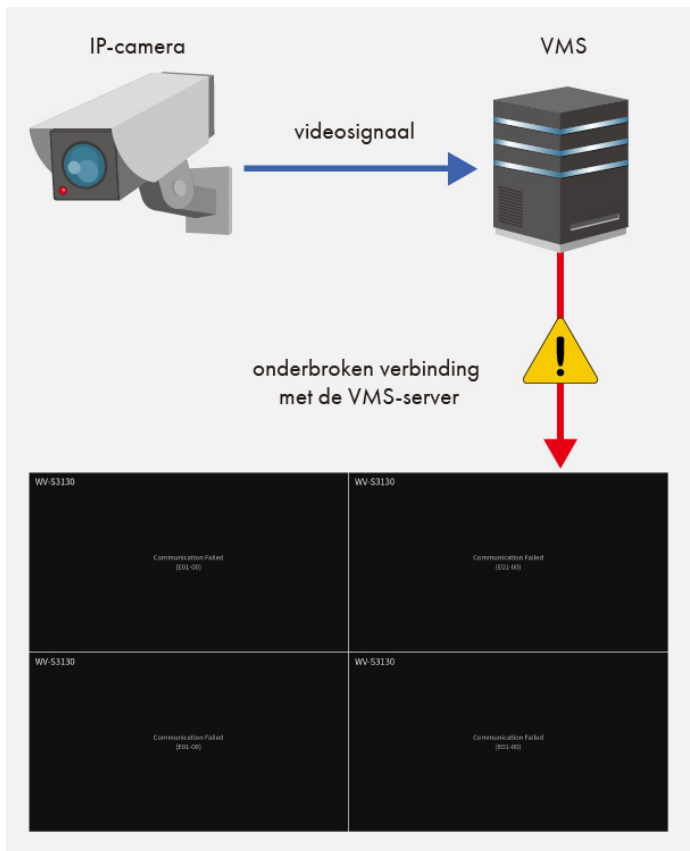 IP-camera
VMS
videosignaal
onderbroken verbinding
met de VMS-server
WV-S3130
WV-S3130
Communication Failed
(E01-00)
Communication Failed
(E01-00)
WV-S3130
WV-S3130
Communication Failed
(E01-00)
Communication Failed
(E01-00)